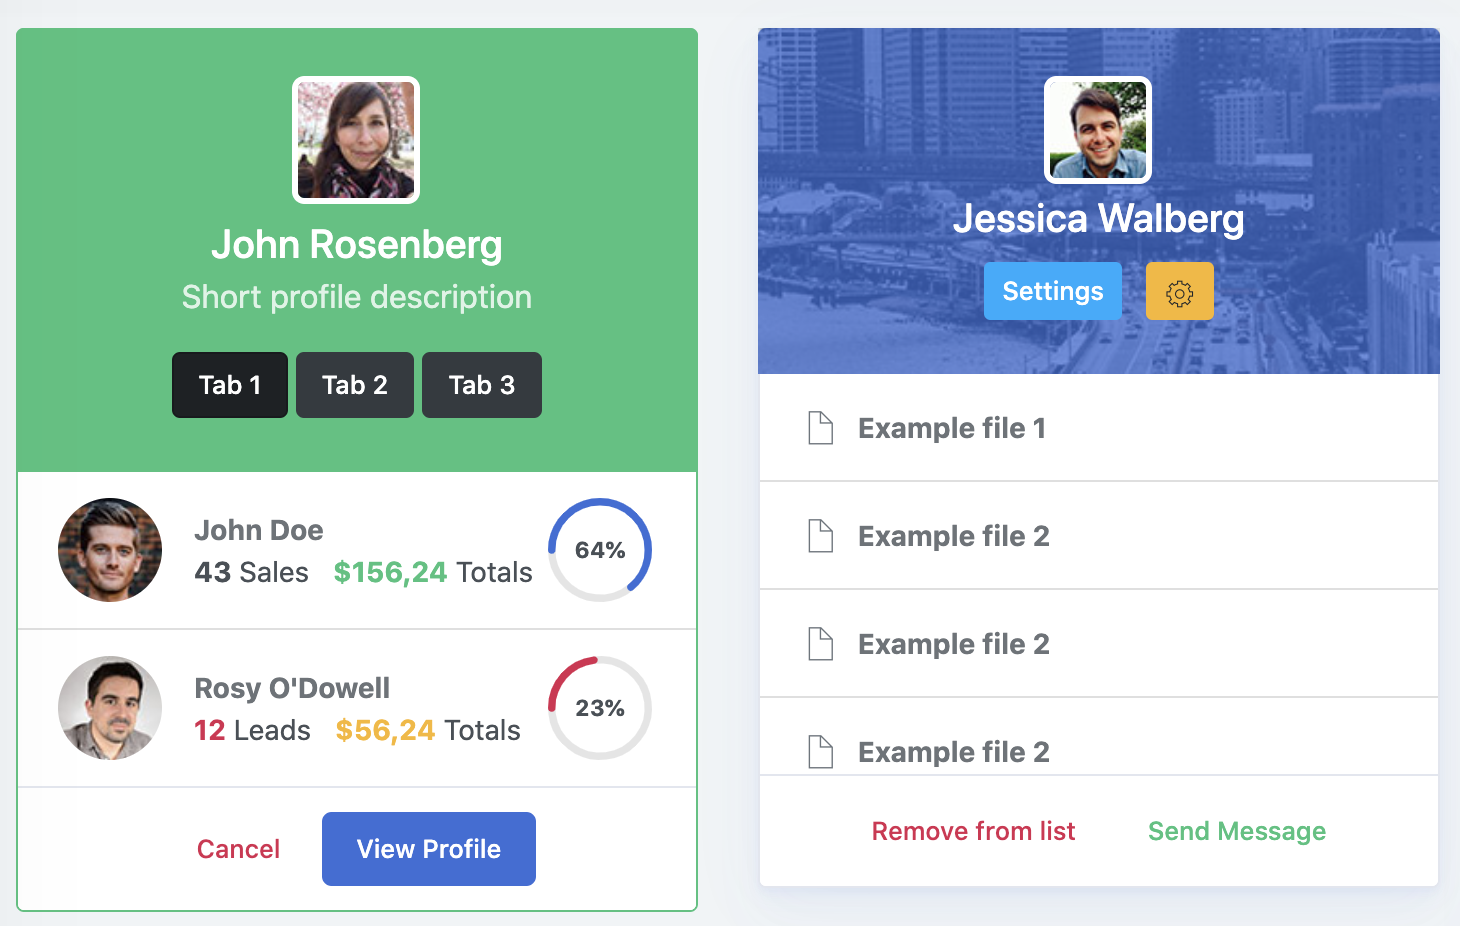 John Rosenberg
Short profile description
Tab 1 Tab 2 Tab 3
John Doe
43 Sales $156,24 Totals
64%
Rosy O'Dowell
12 Leads $56,24 Totals
23%
Cancel View Profile
Jessica Walberg
Settings
Example file 1
Example file 2
Example file 2
Example file 2
Remove from list Send Message